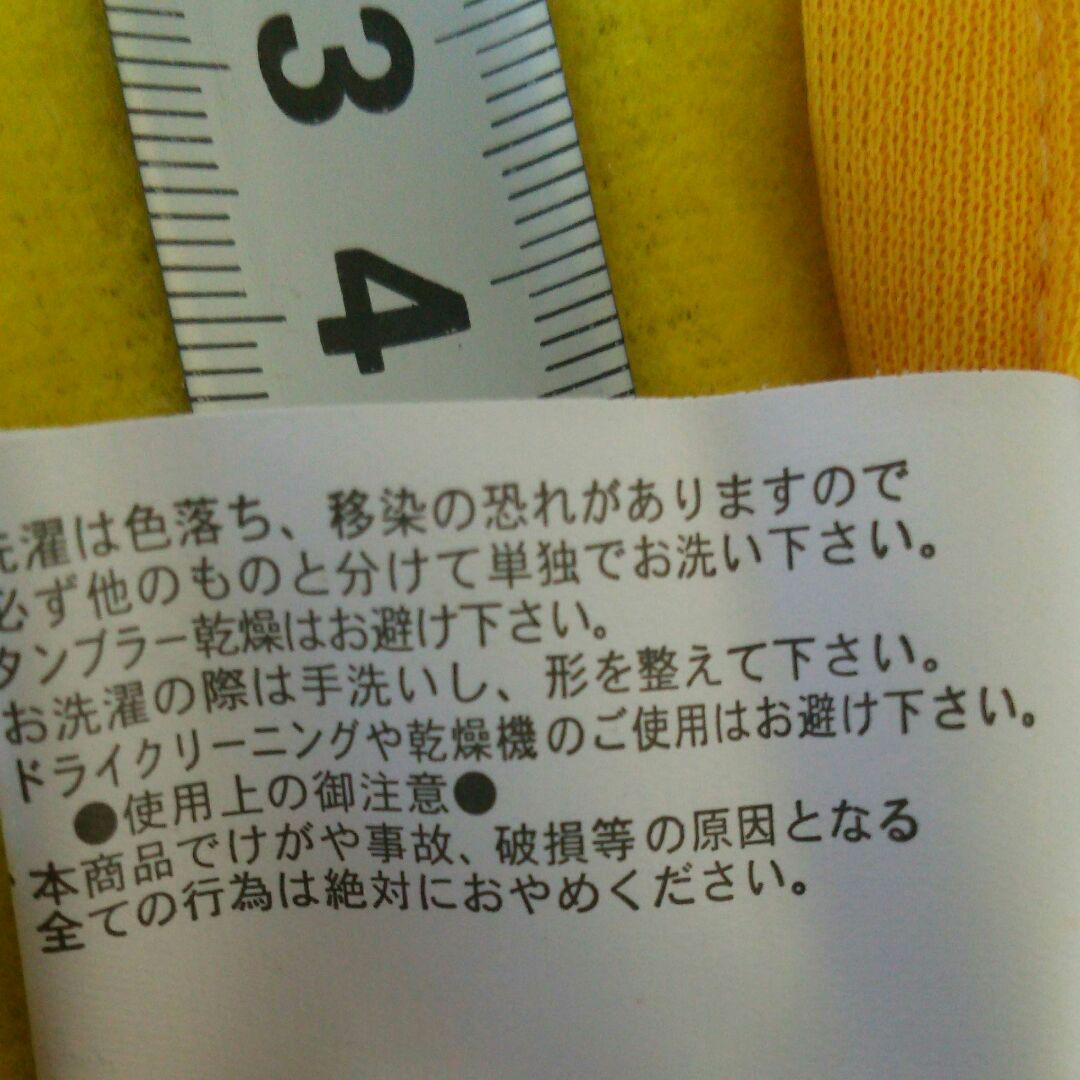 3
4
洗濯は色落ち、移染の恐れがありますので
必ず他のものと分けて単独でお洗い下さい。
タンブラー乾燥はお避け下さい。
お洗濯の際は手洗いし、形を整えて下さい。
ドライクリーニングや乾燥機のご使用はお避け下さい。
●使用上の御注意●
本商品でけがや事故、破損等の原因となる
全ての行為は絶対におやめください。